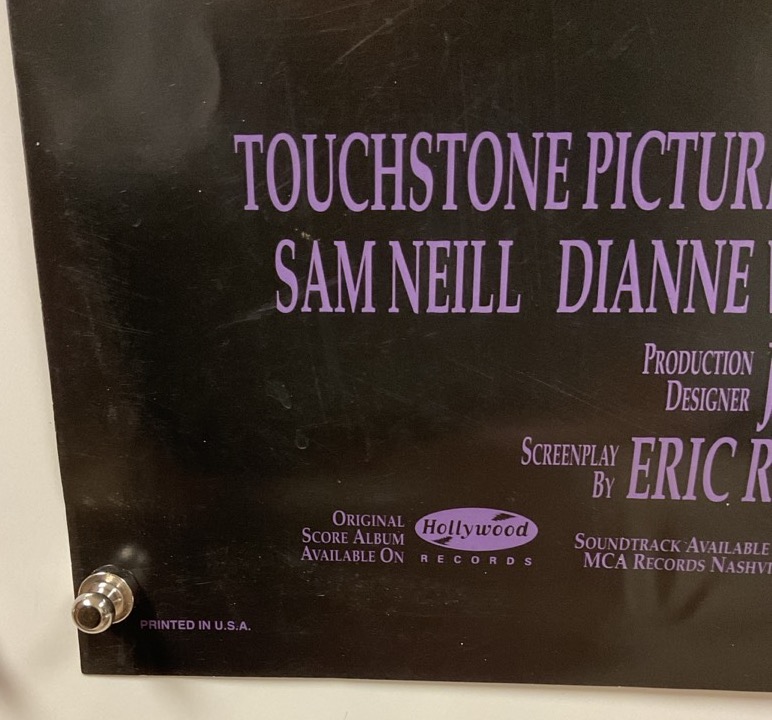 TOUCHSTONE PICTUR
SAM NEILL DIANNE
PRODUCTION
DESIGNER
SCREENPLAY
BY ERIC R
ORIGINAL
SCORE ALBUM
AVAILABLE ON
Hollywood
RECORDS
SOUNDTRACK AVAILABLE
MCA RECORDS NASHVI
PRINTED IN U.S.A.